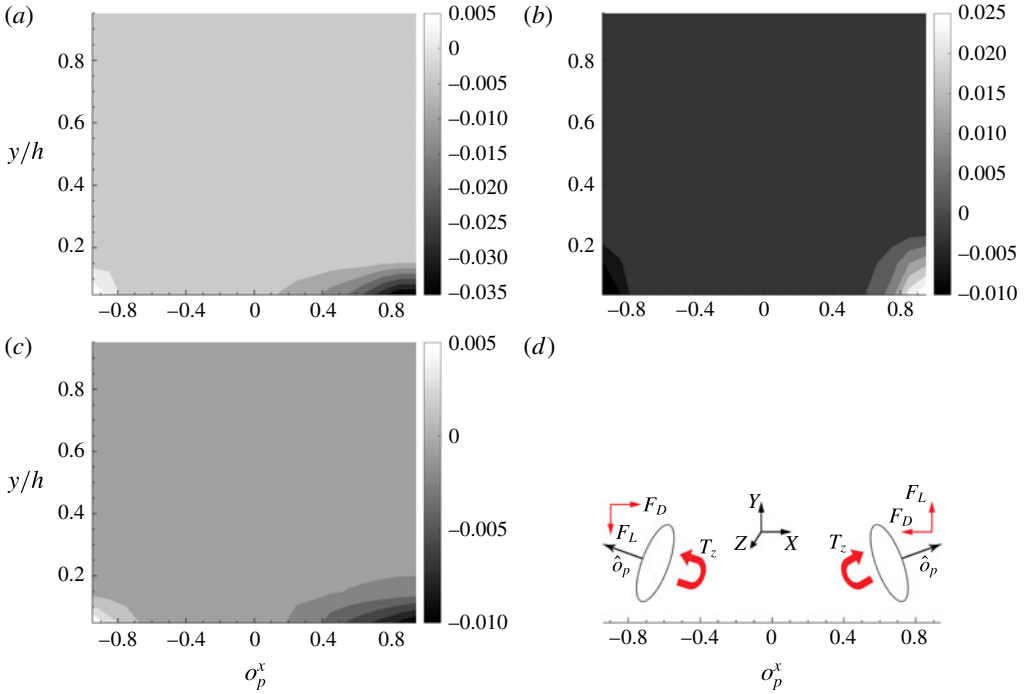 (a)
0.8
0.6
y/h
0.4
0.2
−0.8 −0.4 0 0.4 0.8
0.005
0
−0.005
−0.010
−0.015
−0.020
−0.025
−0.030
−0.035
(b)
0.8
0.6
0.4
0.2
−0.8 −0.4 0 0.4 0.8
0.025
0.020
0.015
0.010
0.005
0
−0.005
−0.010
(c)
0.8
0.6
y/h
0.4
0.2
−0.8 −0.4 0 0.4 0.8
o_p^x
0.005
0
−0.005
−0.010
(d)
F_D
F_L
ô_p
T_z
Y
Z
X
F_L
F_D
T_z
ô_p
−0.8 −0.4 0 0.4 0.8
o_p^x